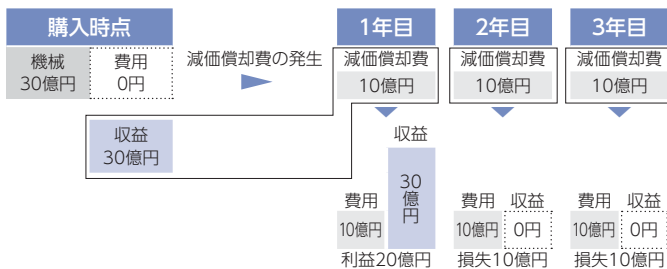 購入時点
機械
30億円
費用
0円
減価償却費の発生
1年目
減価償却費
10億円
2年目
減価償却費
10億円
3年目
減価償却費
10億円
収益
30億円
収益
30億円
費用
10億円
利益20億円
費用 収益
10億円 0円
損失10億円
費用 収益
10億円 0円
損失10億円